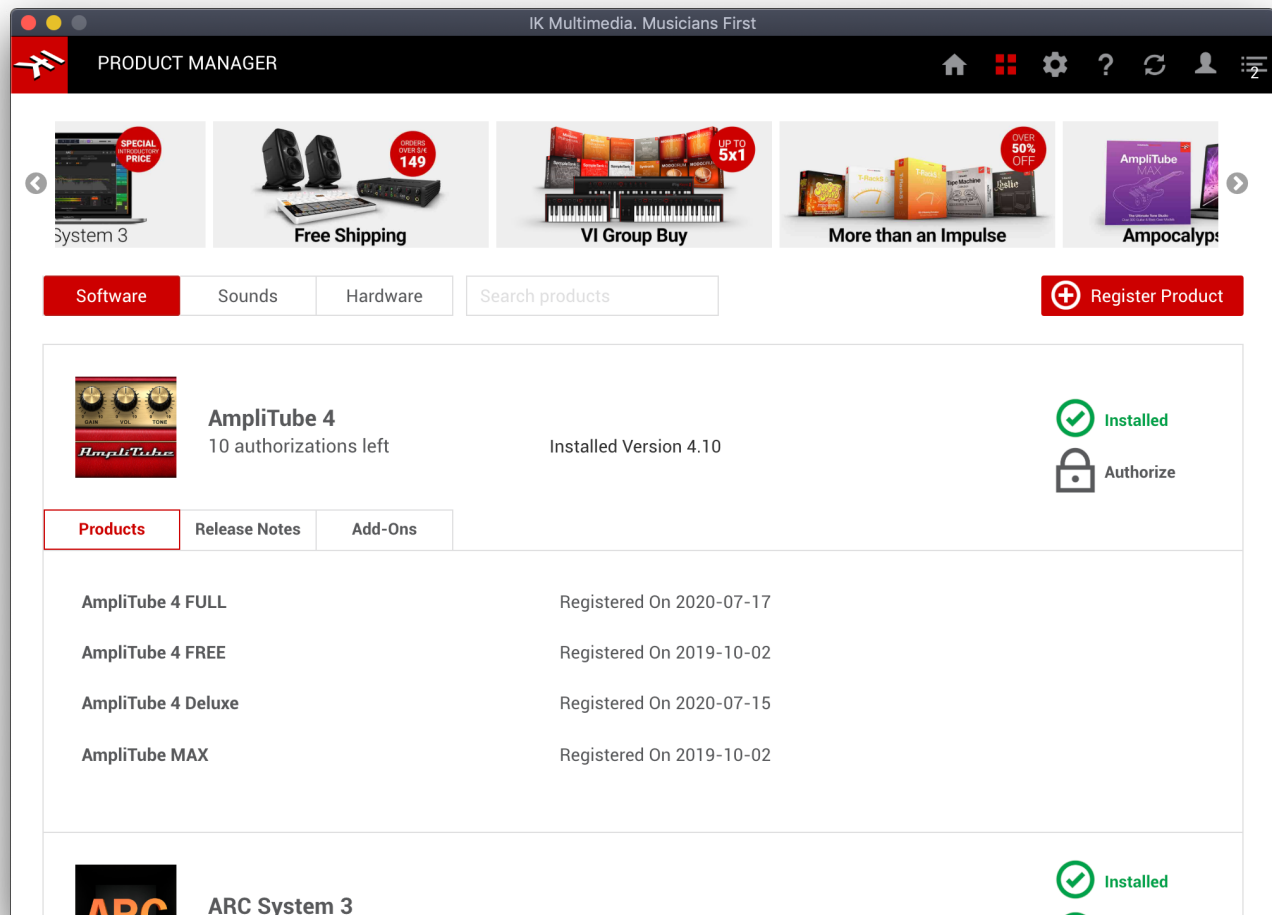 IK Multimedia. Musicians First
PRODUCT MANAGER
?
2
SPECIAL
INTRODUCTORY
PRICE
System 3
ORDERS
OVER $/€
149
Free Shipping
UP TO
5x1
VI Group Buy
OVER
50%
OFF
T-RackS
T-RackS
Tape Machine
Leslie
More than an Impulse
AmpliTube
MAX
Ampocalyps
Software Sounds Hardware Search products Register Product
GAIN VOL TONE
AmpliTube
AmpliTube 4
10 authorizations left
Installed Version 4.10
Installed
Authorize
Products Release Notes Add-Ons
AmpliTube 4 FULL Registered On 2020-07-17
AmpliTube 4 FREE Registered On 2019-10-02
AmpliTube 4 Deluxe Registered On 2020-07-15
AmpliTube MAX Registered On 2019-10-02
ARC
ARC System 3
Installed